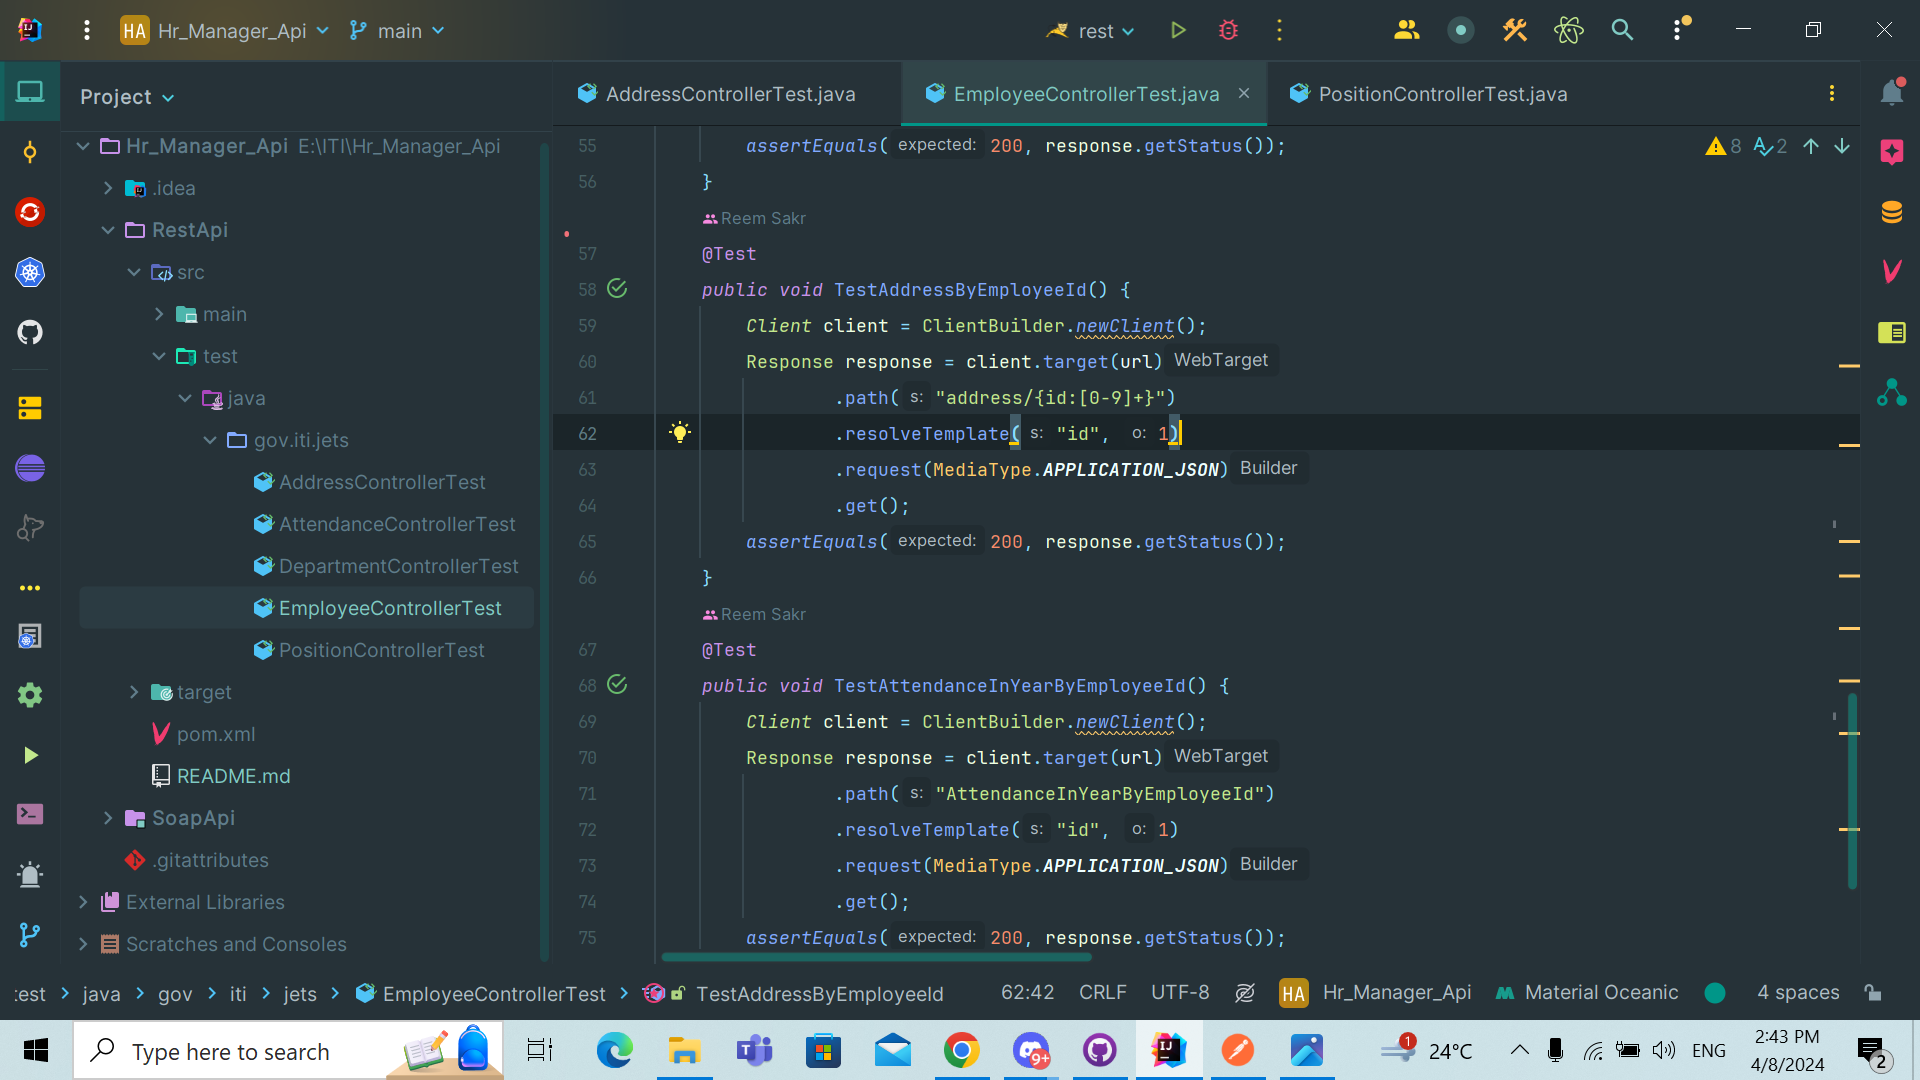 HA Hr_Manager_Api main rest
Project
AddressControllerTest.java EmployeeControllerTest.java PositionControllerTest.java
Hr_Manager_Api E:\ITI\Hr_Manager_Api
.idea
RestApi
src
main
test
java
gov.iti.jets
AddressControllerTest
AttendanceControllerTest
DepartmentControllerTest
EmployeeControllerTest
PositionControllerTest
target
pom.xml
README.md
SoapApi
.gitattributes
External Libraries
Scratches and Consoles
8 2
55 assertEquals( expected: 200, response.getStatus());
56 }
Reem Sakr
57 @Test
58 public void TestAddressByEmployeeId() {
59 Client client = ClientBuilder.newClient();
60 Response response = client.target(url) WebTarget
61 .path( s: "address/{id:[0-9]+}")
62 .resolveTemplate( s: "id", o: 1)
63 .request(MediaType.APPLICATION_JSON) Builder
64 .get();
65 assertEquals( expected: 200, response.getStatus());
66 }
Reem Sakr
67 @Test
68 public void TestAttendanceInYearByEmployeeId() {
69 Client client = ClientBuilder.newClient();
70 Response response = client.target(url) WebTarget
71 .path( s: "AttendanceInYearByEmployeeId")
72 .resolveTemplate( s: "id", o: 1)
73 .request(MediaType.APPLICATION_JSON) Builder
74 .get();
75 assertEquals( expected: 200, response.getStatus());
test > java > gov > iti > jets > EmployeeControllerTest > TestAddressByEmployeeId 62:42 CRLF UTF-8 HA Hr_Manager_Api Material Oceanic 4 spaces
Type here to search 9+ 1 24°C ENG 2:43 PM
4/8/2024 2